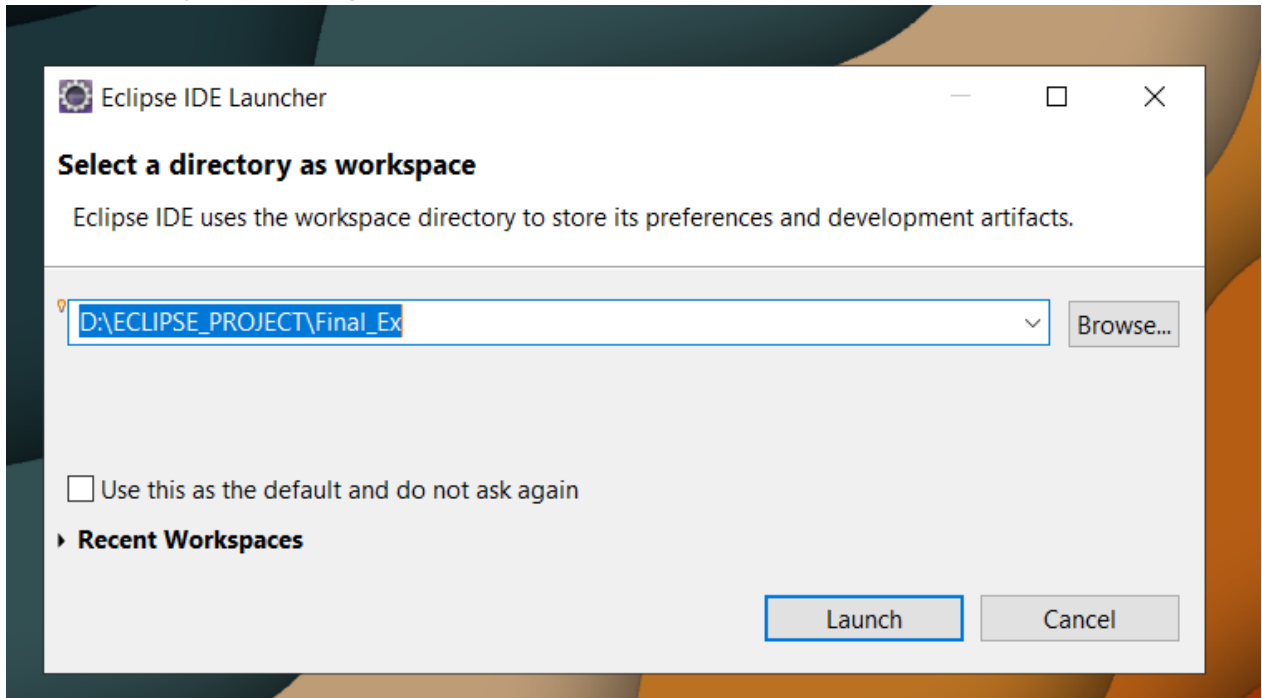 Eclipse IDE Launcher
Select a directory as workspace
Eclipse IDE uses the workspace directory to store its preferences and development artifacts.
D:\ECLIPSE_PROJECT\Final_Ex
Browse...
Use this as the default and do not ask again
Recent Workspaces
Launch
Cancel